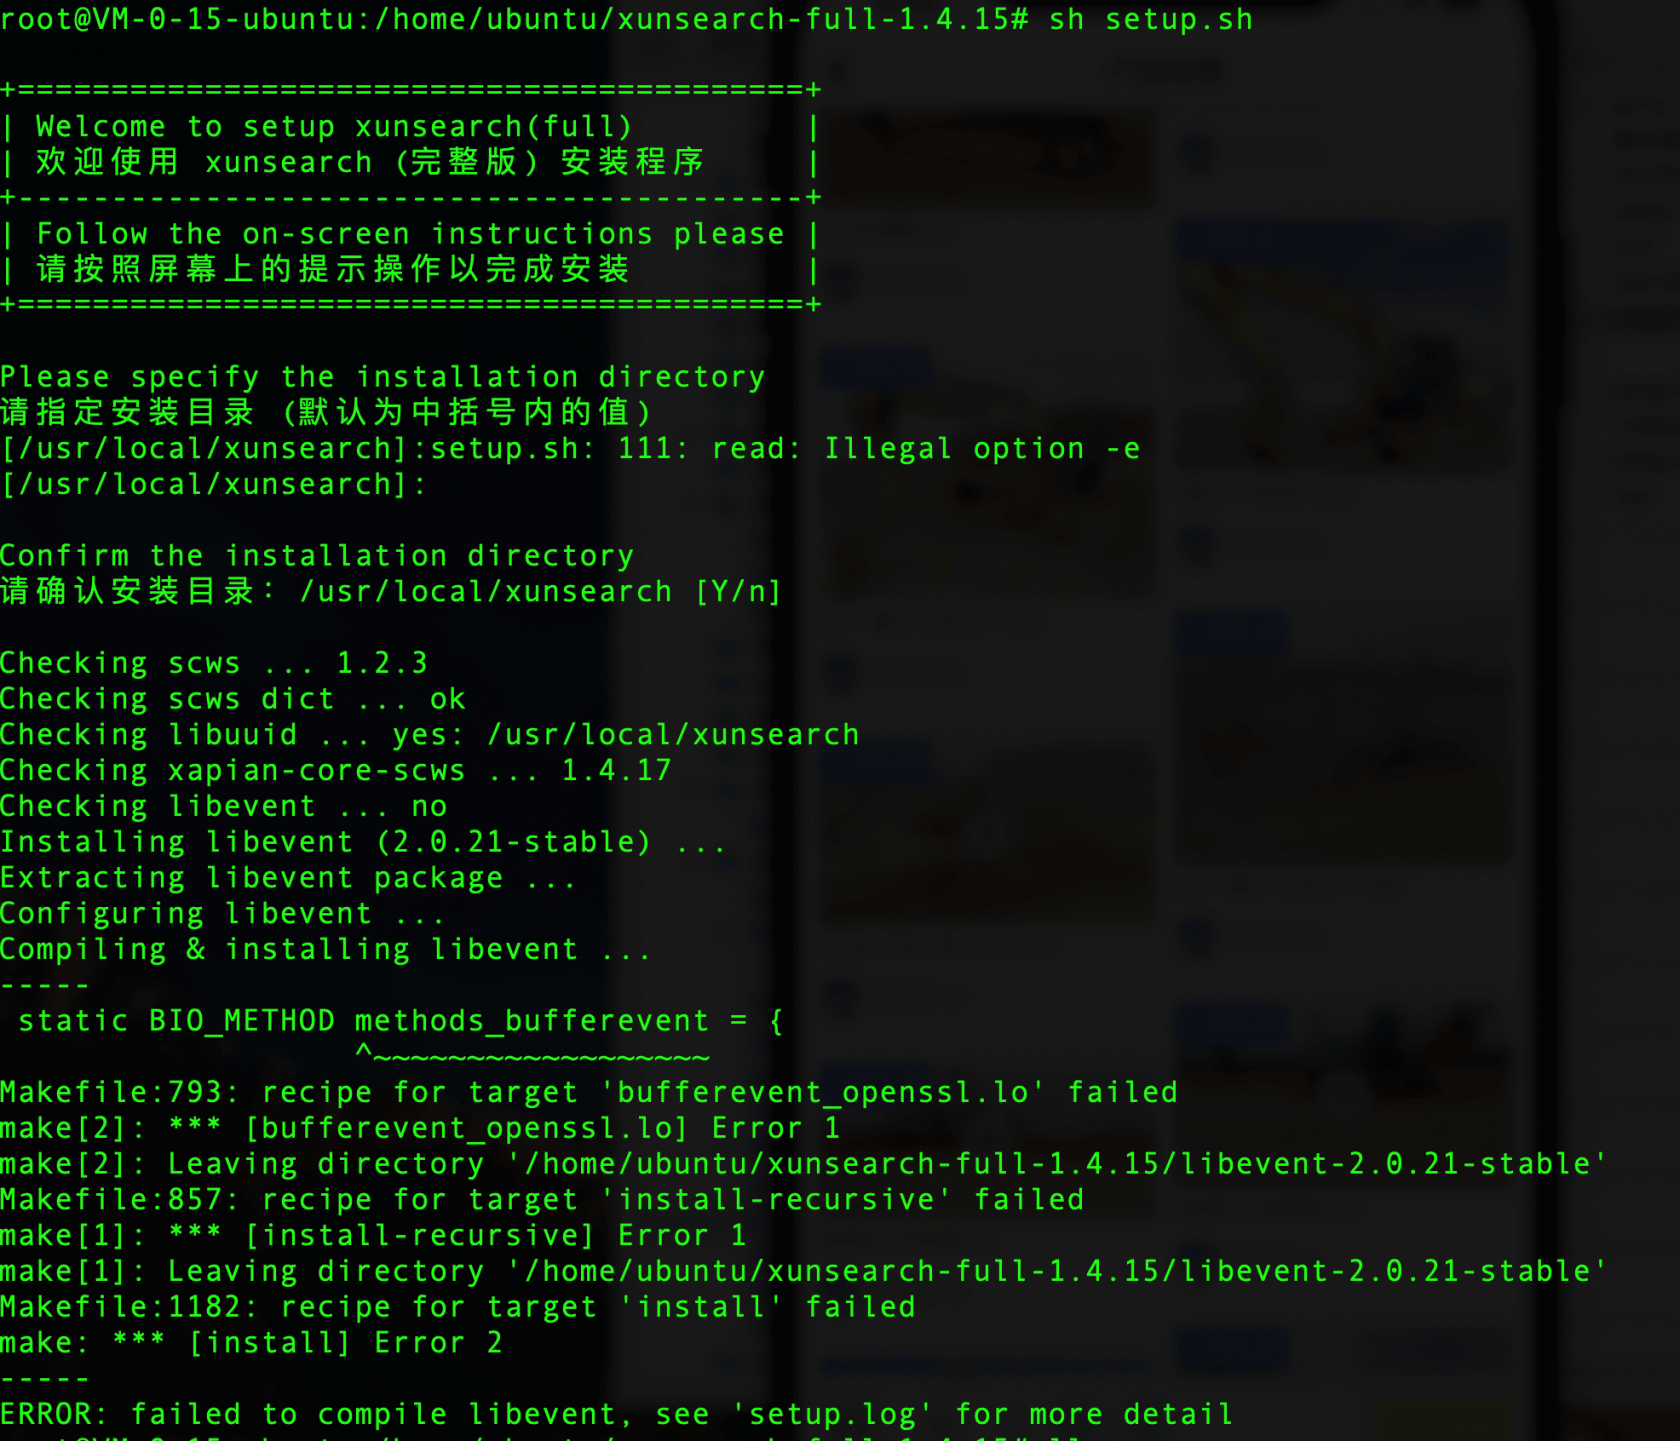 root@VM-0-15-ubuntu:/home/ubuntu/xunsearch-full-1.4.15# sh setup.sh
+==========================================+
| Welcome to setup xunsearch(full) |
| 欢迎使用 xunsearch (完整版) 安装程序 |
+------------------------------------------+
| Follow the on-screen instructions please |
| 请按照屏幕上的提示操作以完成安装 |
+==========================================+
Please specify the installation directory
请指定安装目录 (默认为中括号内的值)
[/usr/local/xunsearch]:setup.sh: 111: read: Illegal option -e
[/usr/local/xunsearch]:
Confirm the installation directory
请确认安装目录: /usr/local/xunsearch [Y/n]
Checking scws ... 1.2.3
Checking scws dict ... ok
Checking libuuid ... yes: /usr/local/xunsearch
Checking xapian-core-scws ... 1.4.17
Checking libevent ... no
Installing libevent (2.0.21-stable) ...
Extracting libevent package ...
Configuring libevent ...
Compiling & installing libevent ...
-----
static BIO_METHOD methods_bufferevent = {
^~~~~~~~~~~~~~~~~~~
Makefile:793: recipe for target 'bufferevent_openssl.lo' failed
make[2]: *** [bufferevent_openssl.lo] Error 1
make[2]: Leaving directory '/home/ubuntu/xunsearch-full-1.4.15/libevent-2.0.21-stable'
Makefile:857: recipe for target 'install-recursive' failed
make[1]: *** [install-recursive] Error 1
make[1]: Leaving directory '/home/ubuntu/xunsearch-full-1.4.15/libevent-2.0.21-stable'
Makefile:1182: recipe for target 'install' failed
make: *** [install] Error 2
-----
ERROR: failed to compile libevent, see 'setup.log' for more detail